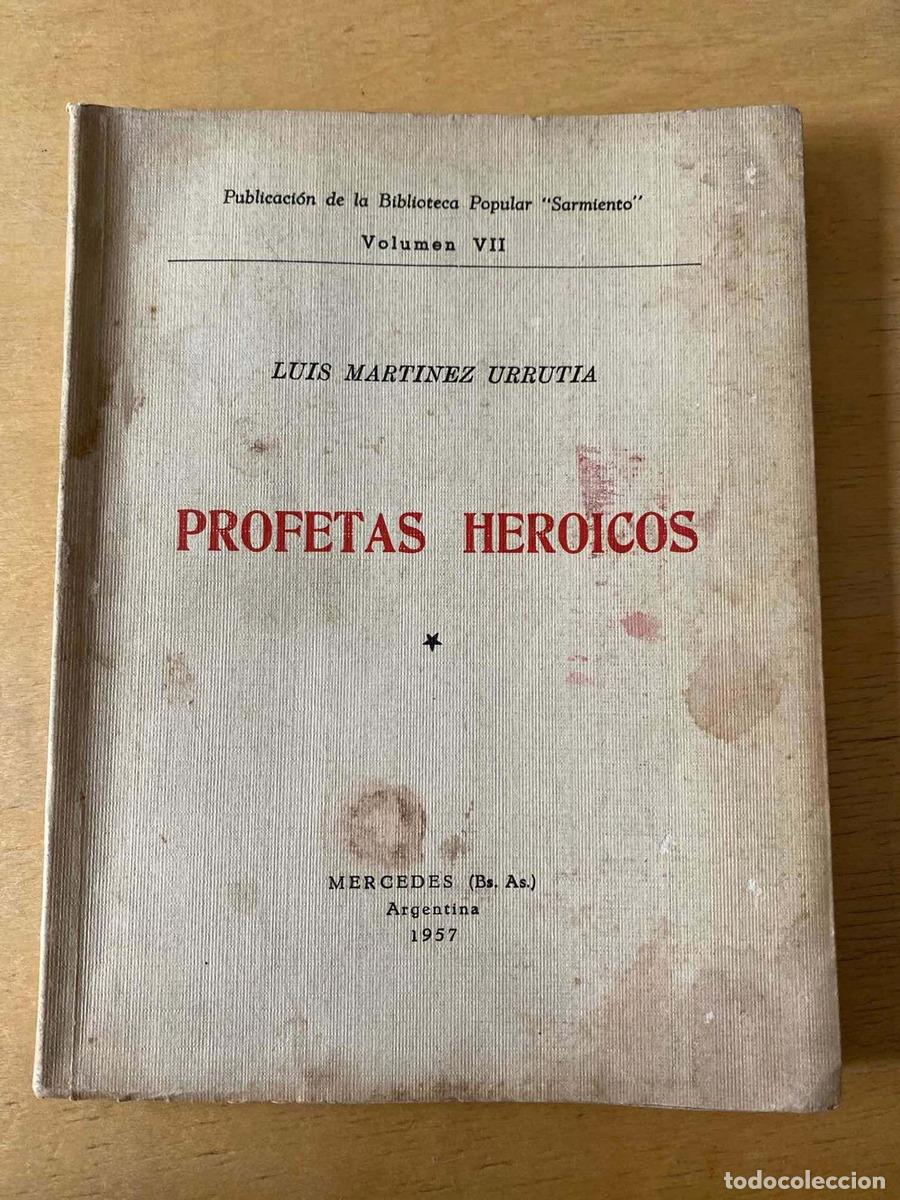 Publicación de la Biblioteca Popular "Sarmiento"
Volumen VII
LUIS MARTINEZ URRUTIA
PROFETAS HEROICOS
MERCEDES (Bs. As.)
Argentina
1957
todocoleccion